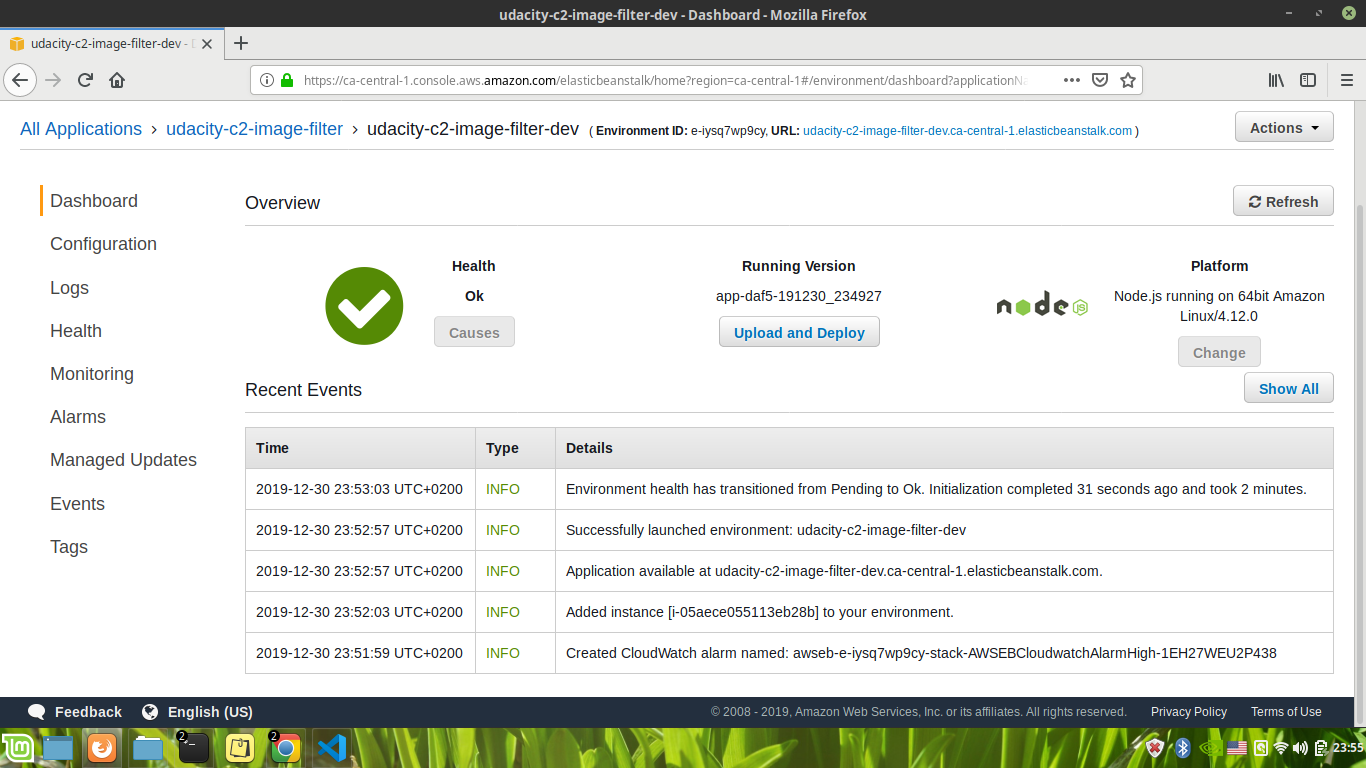 udacity-c2-image-filter-dev - Dashboard - Mozilla Firefox
udacity-c2-image-filter-dev -
https://ca-central-1.console.aws.amazon.com/elasticbeanstalk/home?region=ca-central-1#/environment/dashboard?applicationNa
All Applications > udacity-c2-image-filter > udacity-c2-image-filter-dev ( Environment ID: e-iysq7wp9cy, URL: udacity-c2-image-filter-dev.ca-central-1.elasticbeanstalk.com )
Actions
Dashboard
Configuration
Logs
Health
Monitoring
Alarms
Managed Updates
Events
Tags
Overview
Refresh
Health
Ok
Causes
Running Version
app-daf5-191230_234927
Upload and Deploy
node
JS
Platform
Node.js running on 64bit Amazon
Linux/4.12.0
Change
Recent Events
Show All
Time Type Details
2019-12-30 23:53:03 UTC+0200 INFO Environment health has transitioned from Pending to Ok. Initialization completed 31 seconds ago and took 2 minutes.
2019-12-30 23:52:57 UTC+0200 INFO Successfully launched environment: udacity-c2-image-filter-dev
2019-12-30 23:52:57 UTC+0200 INFO Application available at udacity-c2-image-filter-dev.ca-central-1.elasticbeanstalk.com.
2019-12-30 23:52:03 UTC+0200 INFO Added instance [i-05aece055113eb28b] to your environment.
2019-12-30 23:51:59 UTC+0200 INFO Created CloudWatch alarm named: awseb-e-iysq7wp9cy-stack-AWSEBCloudwatchAlarmHigh-1EH27WEU2P438
Feedback English (US) © 2008 - 2019, Amazon Web Services, Inc. or its affiliates. All rights reserved. Privacy Policy Terms of Use
2 2 23:55